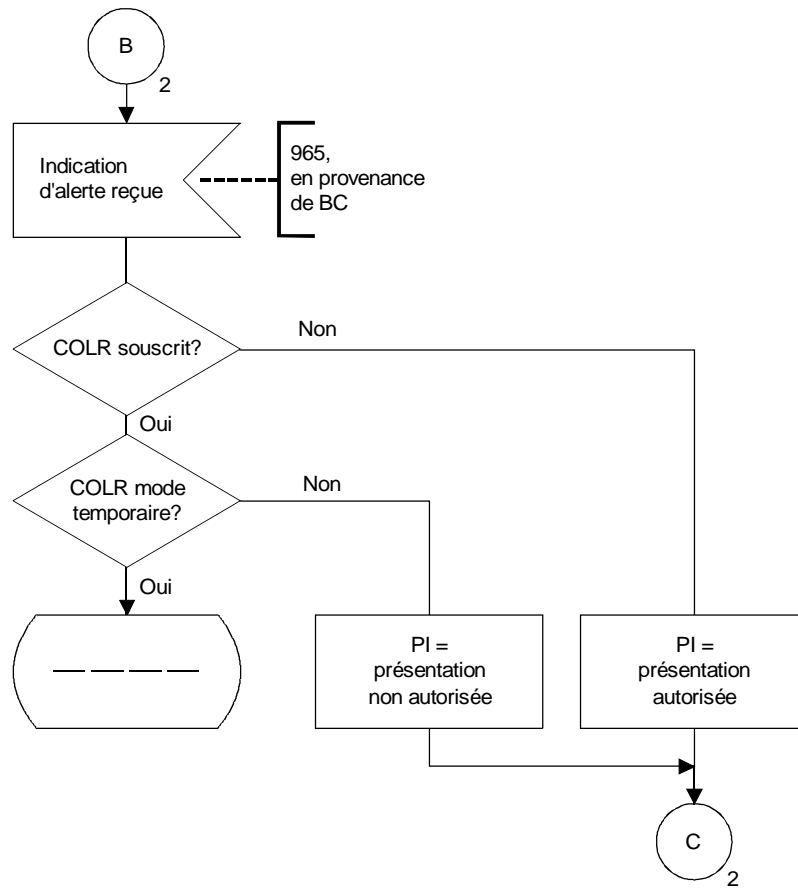 B
2
Indication
d'alerte reçue
965,
en provenance
de BC
COLR souscrit?
Non
Oui
COLR mode
temporaire?
Non
Oui
PI =
présentation
non autorisée
PI =
présentation
autorisée
C
2